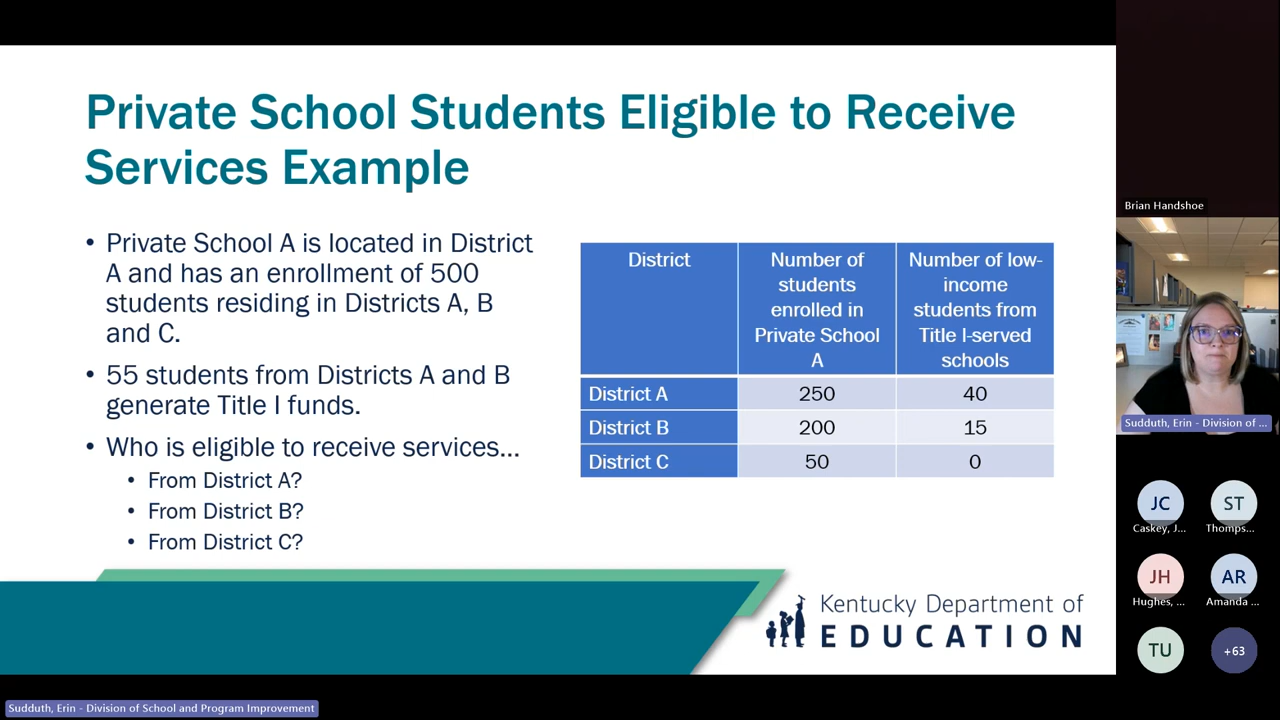 Private School Students Eligible to Receive
Services Example
• Private School A is located in District
A and has an enrollment of 500
students residing in Districts A, B
and C.
• 55 students from Districts A and B
generate Title I funds.
• Who is eligible to receive services...
• From District A?
• From District B?
• From District C?
District
Number of
students
enrolled in
Private School
A
Number of low-
income
students from
Title I-served
schools
District A 250 40
District B 200 15
District C 50 0
Kentucky Department of
EDUCATION
Brian Handshoe
Sudduth, Erin - Division of ...
JC
Caskey, J...
ST
Thomps...
JH
Hughes, ...
AR
Amanda ...
TU
+63
Sudduth, Erin - Division of School and Program Improvement